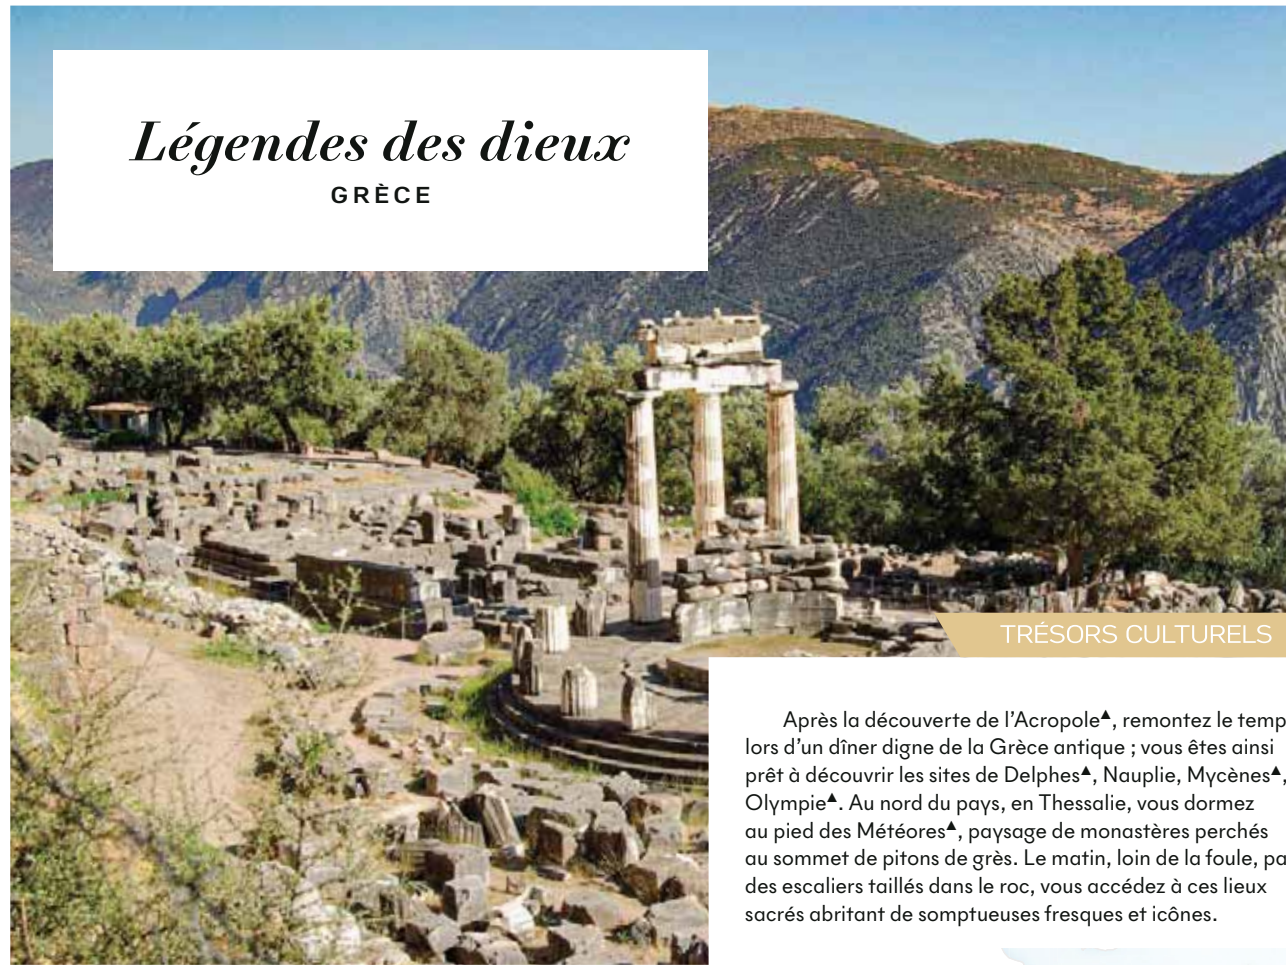 Légendes des dieux
GRÈCE
TRÉSORS CULTURELS
Après la découverte de l'Acropole▲, remontez le
lors d'un dîner digne de la Grèce antique ; vous êtes ainsi
prêt à découvrir les sites de Delphes▲, Nauplie, Mycènes▲,
Olympie▲. Au nord du pays, en Thessalie, vous dormez
au pied des Météores▲, paysage de monastères perchés
au sommet de pitons de grès. Le matin, loin de la foule,
des escaliers taillés dans le roc, vous accédez à ces lieux
sacrés abritant de somptueuses fresques et icônes.